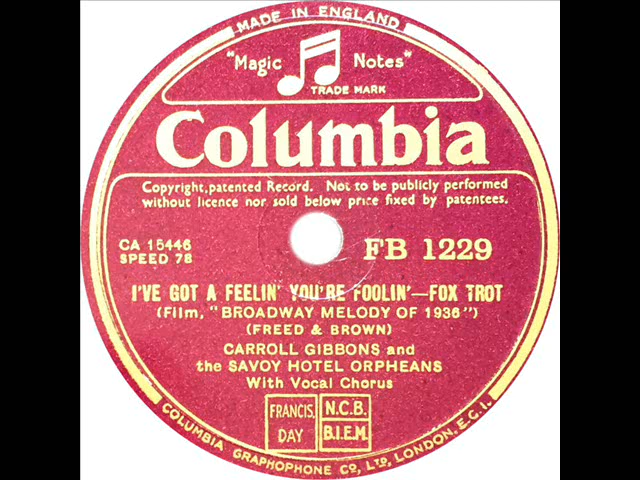 MADE IN ENGLAND
"Magic Notes"
TRADE MARK
Columbia
Copyright, patented Record. Not to be publicly performed
without licence nor sold below price fixed by patentees.
CA 15446
SPEED 78
FB 1229
I'VE GOT A FEELIN' YOU'RE FOOLIN'—FOX TROT
(Film, "BROADWAY MELODY OF 1936")
(FREED & BROWN)
CARROLL GIBBONS and
the SAVOY HOTEL ORPHEANS
With Vocal Chorus
FRANCIS, DAY
N.C.B.
B.I.E.M.
COLUMBIA GRAPHOPHONE CO, LTD, LONDON, E.C.1.